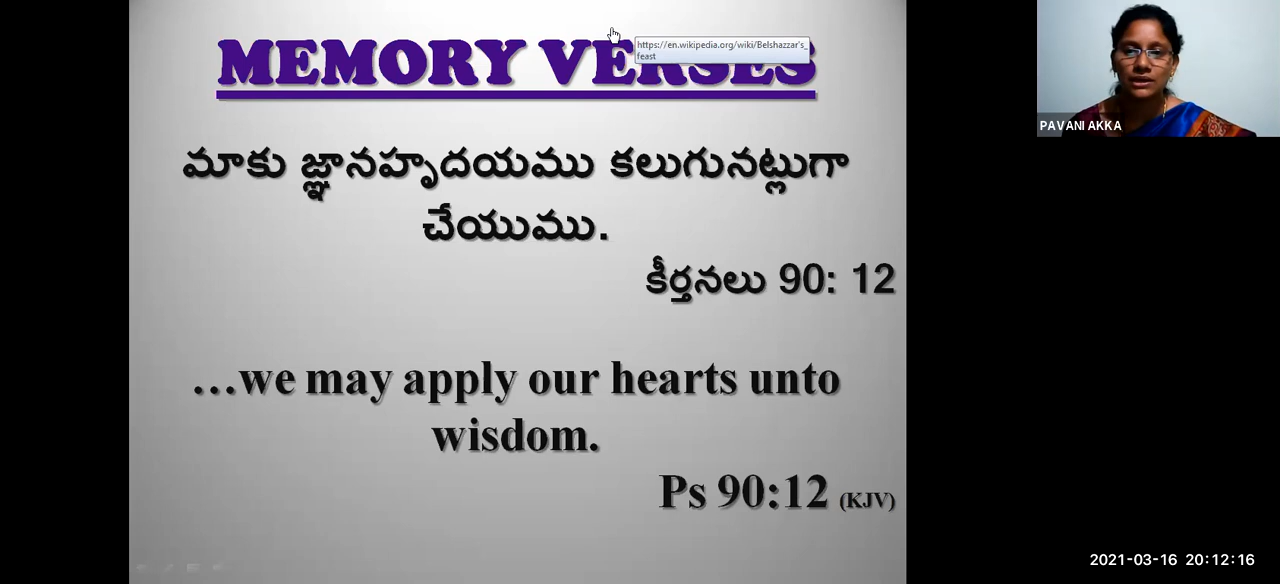 MEMORY VERSES
https://en.wikipedia.org/wiki/Belshazzar's_
feast
PAVANI AKKA
మాకు జ్ఞానహృదయము కలుగునట్లుగా
చేయుము.
కీర్తనలు 90: 12
...we may apply our hearts unto
wisdom.
Ps 90:12 (KJV)
2021-03-16 20:12:16